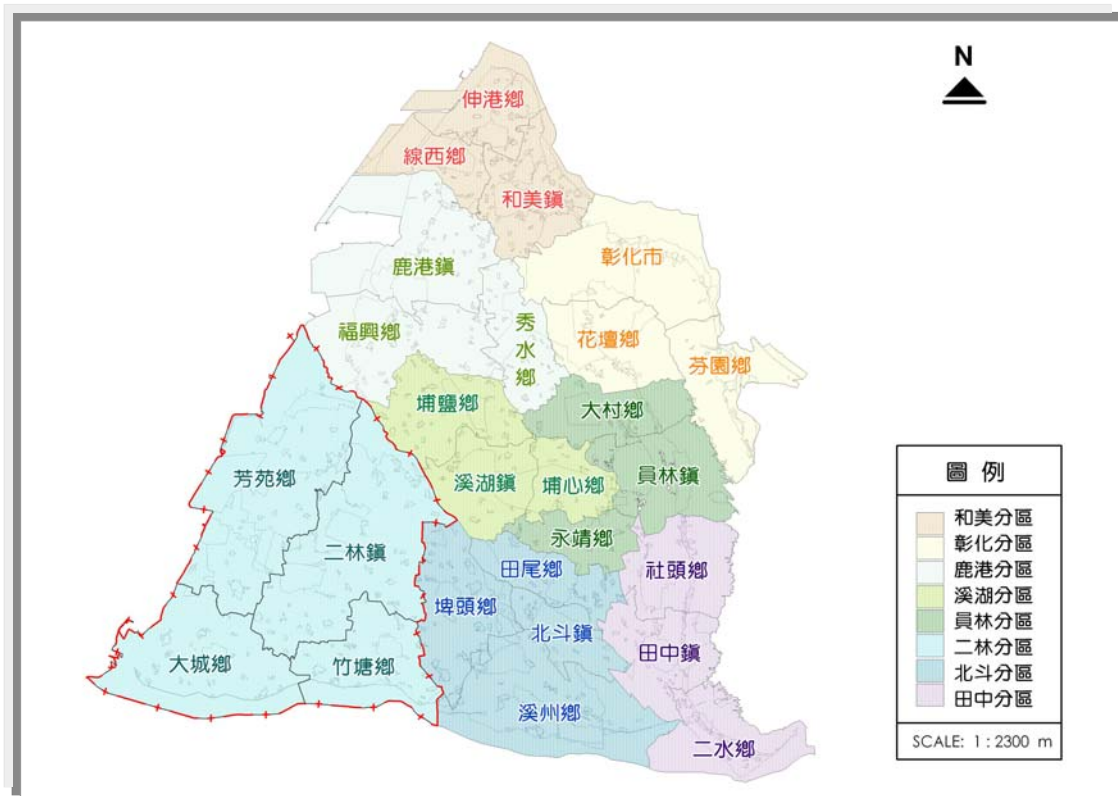 N
伸港鄉
線西鄉
和美鎮
彰化市
鹿港鎮
秀水鄉
福興鄉
花壇鄉
芬園鄉
埔鹽鄉
大村鄉
芳苑鄉
溪湖鎮
埔心鄉
員林鎮
永靖鄉
二林鎮
田尾鄉
社頭鄉
埤頭鄉
北斗鎮
田中鎮
大城鄉
竹塘鄉
溪州鄉
二水鄉
圖 例
和美分區
彰化分區
鹿港分區
溪湖分區
員林分區
二林分區
北斗分區
田中分區
SCALE: 1 : 2300 m